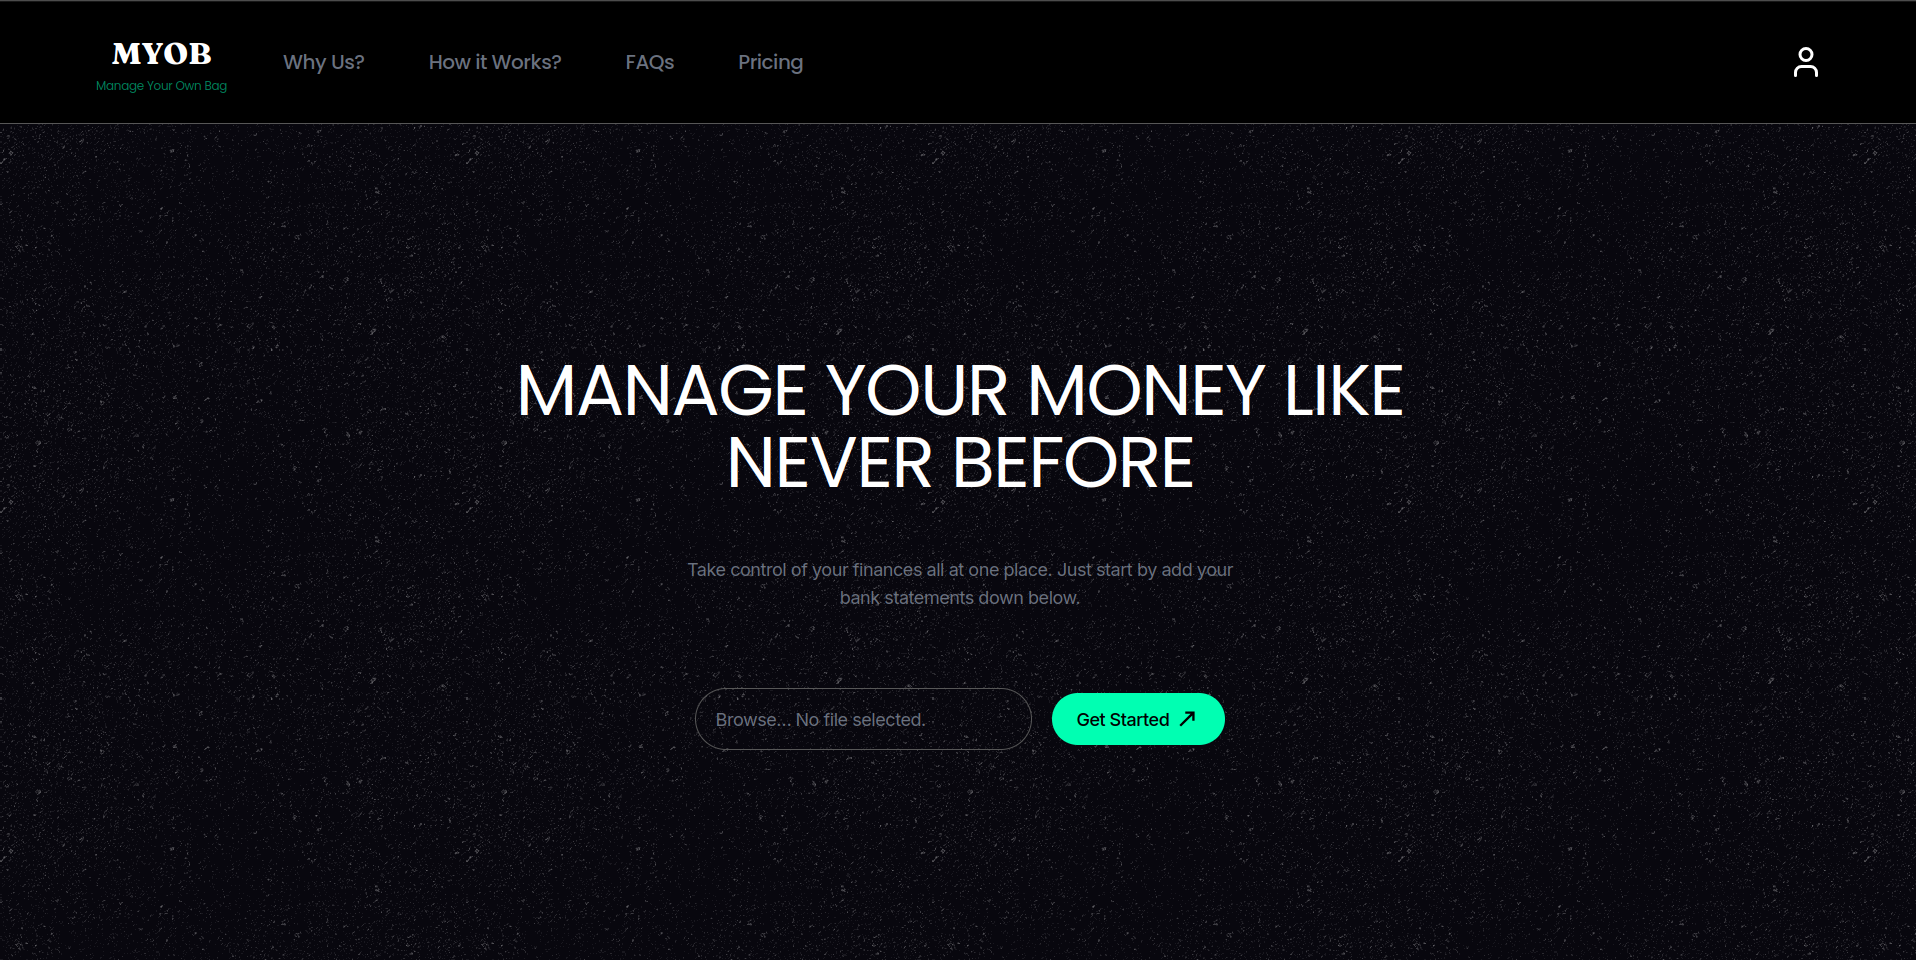 MYOB
Manage Your Own Bag
Why Us?
How it Works?
FAQs
Pricing
MANAGE YOUR MONEY LIKE
NEVER BEFORE
Take control of your finances all at one place. Just start by add your
bank statements down below.
Browse... No file selected.
Get Started